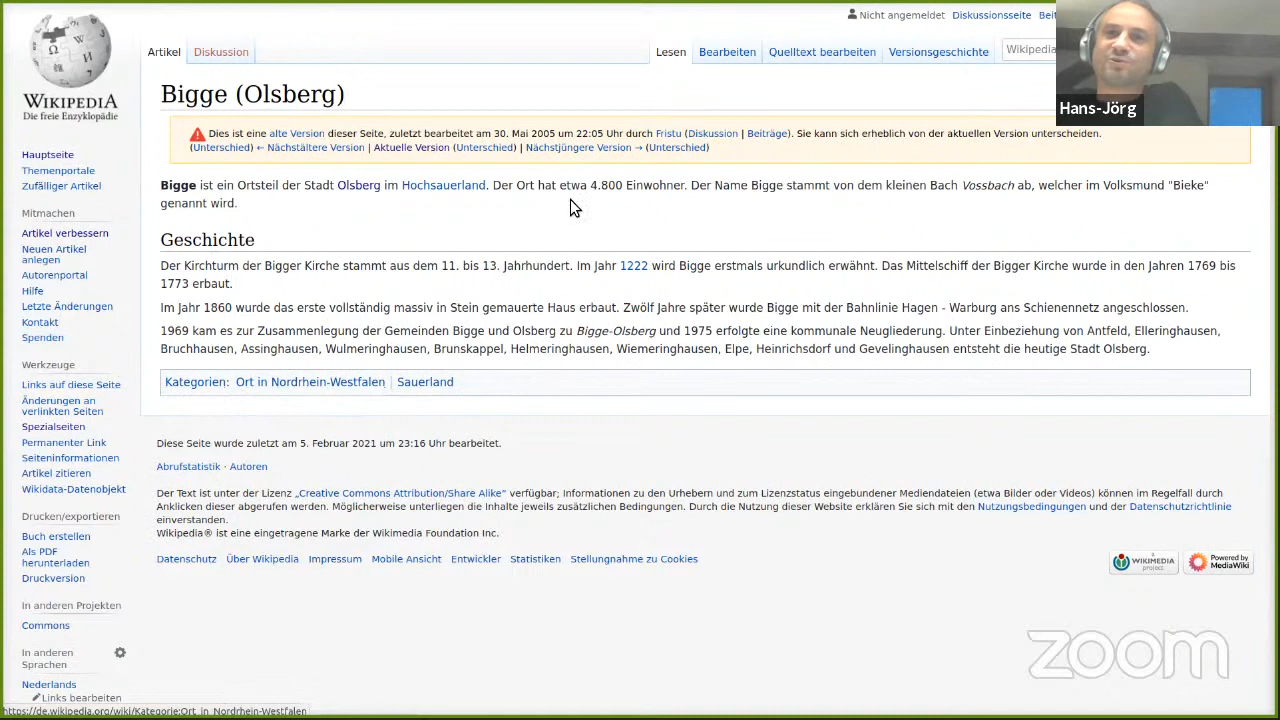 Nicht angemeldet Diskussionsseite Bei
Artikel Diskussion Lesen Bearbeiten Quelltext bearbeiten Versionsgeschichte Wikipedia
WIKIPEDIA
Die freie Enzyklopädie
Hans-Jörg
Bigge (Olsberg)
Dies ist eine alte Version dieser Seite, zuletzt bearbeitet am 30. Mai 2005 um 22:05 Uhr durch Fristu (Diskussion | Beiträge). Sie kann sich erheblich von der aktuellen Version unterscheiden.
(Unterschied) ← Nächstältere Version | Aktuelle Version (Unterschied) | Nächstjüngere Version → (Unterschied)
Bigge ist ein Ortsteil der Stadt Olsberg im Hochsauerland. Der Ort hat etwa 4.800 Einwohner. Der Name Bigge stammt von dem kleinen Bach Vossbach ab, welcher im Volksmund "Bieke"
genannt wird.
Geschichte
Der Kirchturm der Bigger Kirche stammt aus dem 11. bis 13. Jahrhundert. Im Jahr 1222 wird Bigge erstmals urkundlich erwähnt. Das Mittelschiff der Bigger Kirche wurde in den Jahren 1769 bis
1773 erbaut.
Im Jahr 1860 wurde das erste vollständig massiv in Stein gemauerte Haus erbaut. Zwölf Jahre später wurde Bigge mit der Bahnlinie Hagen - Warburg ans Schienennetz angeschlossen.
1969 kam es zur Zusammenlegung der Gemeinden Bigge und Olsberg zu Bigge-Olsberg und 1975 erfolgte eine kommunale Neugliederung. Unter Einbeziehung von Antfeld, Elleringhausen,
Bruchhausen, Assinghausen, Wulmeringhausen, Brunskappel, Helmeringhausen, Wiemeringhausen, Elpe, Heinrichsdorf und Gevelinghausen entsteht die heutige Stadt Olsberg.
Kategorien: Ort in Nordrhein-Westfalen | Sauerland
Diese Seite wurde zuletzt am 5. Februar 2021 um 23:16 Uhr bearbeitet.
Abrufstatistik · Autoren
Der Text ist unter der Lizenz „Creative Commons Attribution/Share Alike“ verfügbar; Informationen zu den Urhebern und zum Lizenzstatus eingebundener Mediendateien (etwa Bilder oder Videos) können im Regelfall durch
Anklicken dieser abgerufen werden. Möglicherweise unterliegen die Inhalte jeweils zusätzlichen Bedingungen. Durch die Nutzung dieser Website erklären Sie sich mit den Nutzungsbedingungen und der Datenschutzrichtlinie
einverstanden.
Wikipedia® ist eine eingetragene Marke der Wikimedia Foundation Inc.
Datenschutz Über Wikipedia Impressum Mobile Ansicht Entwickler Statistiken Stellungnahme zu Cookies
a WIKIMEDIA project
Powered by MediaWiki
Hauptseite
Themenportale
Zufälliger Artikel
Mitmachen
Artikel verbessern
Neuen Artikel
anlegen
Autorenportal
Hilfe
Letzte Änderungen
Kontakt
Spenden
Werkzeuge
Links auf diese Seite
Änderungen an
verlinkten Seiten
Spezialseiten
Permanenter Link
Seiteninformationen
Artikel zitieren
Wikidata-Datenobjekt
Drucken/exportieren
Buch erstellen
Als PDF
herunterladen
Druckversion
In anderen Projekten
Commons
In anderen
Sprachen
Nederlands
Links bearbeiten
https://de.wikipedia.org/wiki/Kategorie:Ort_in_Nordrhein-Westfalen
zoom